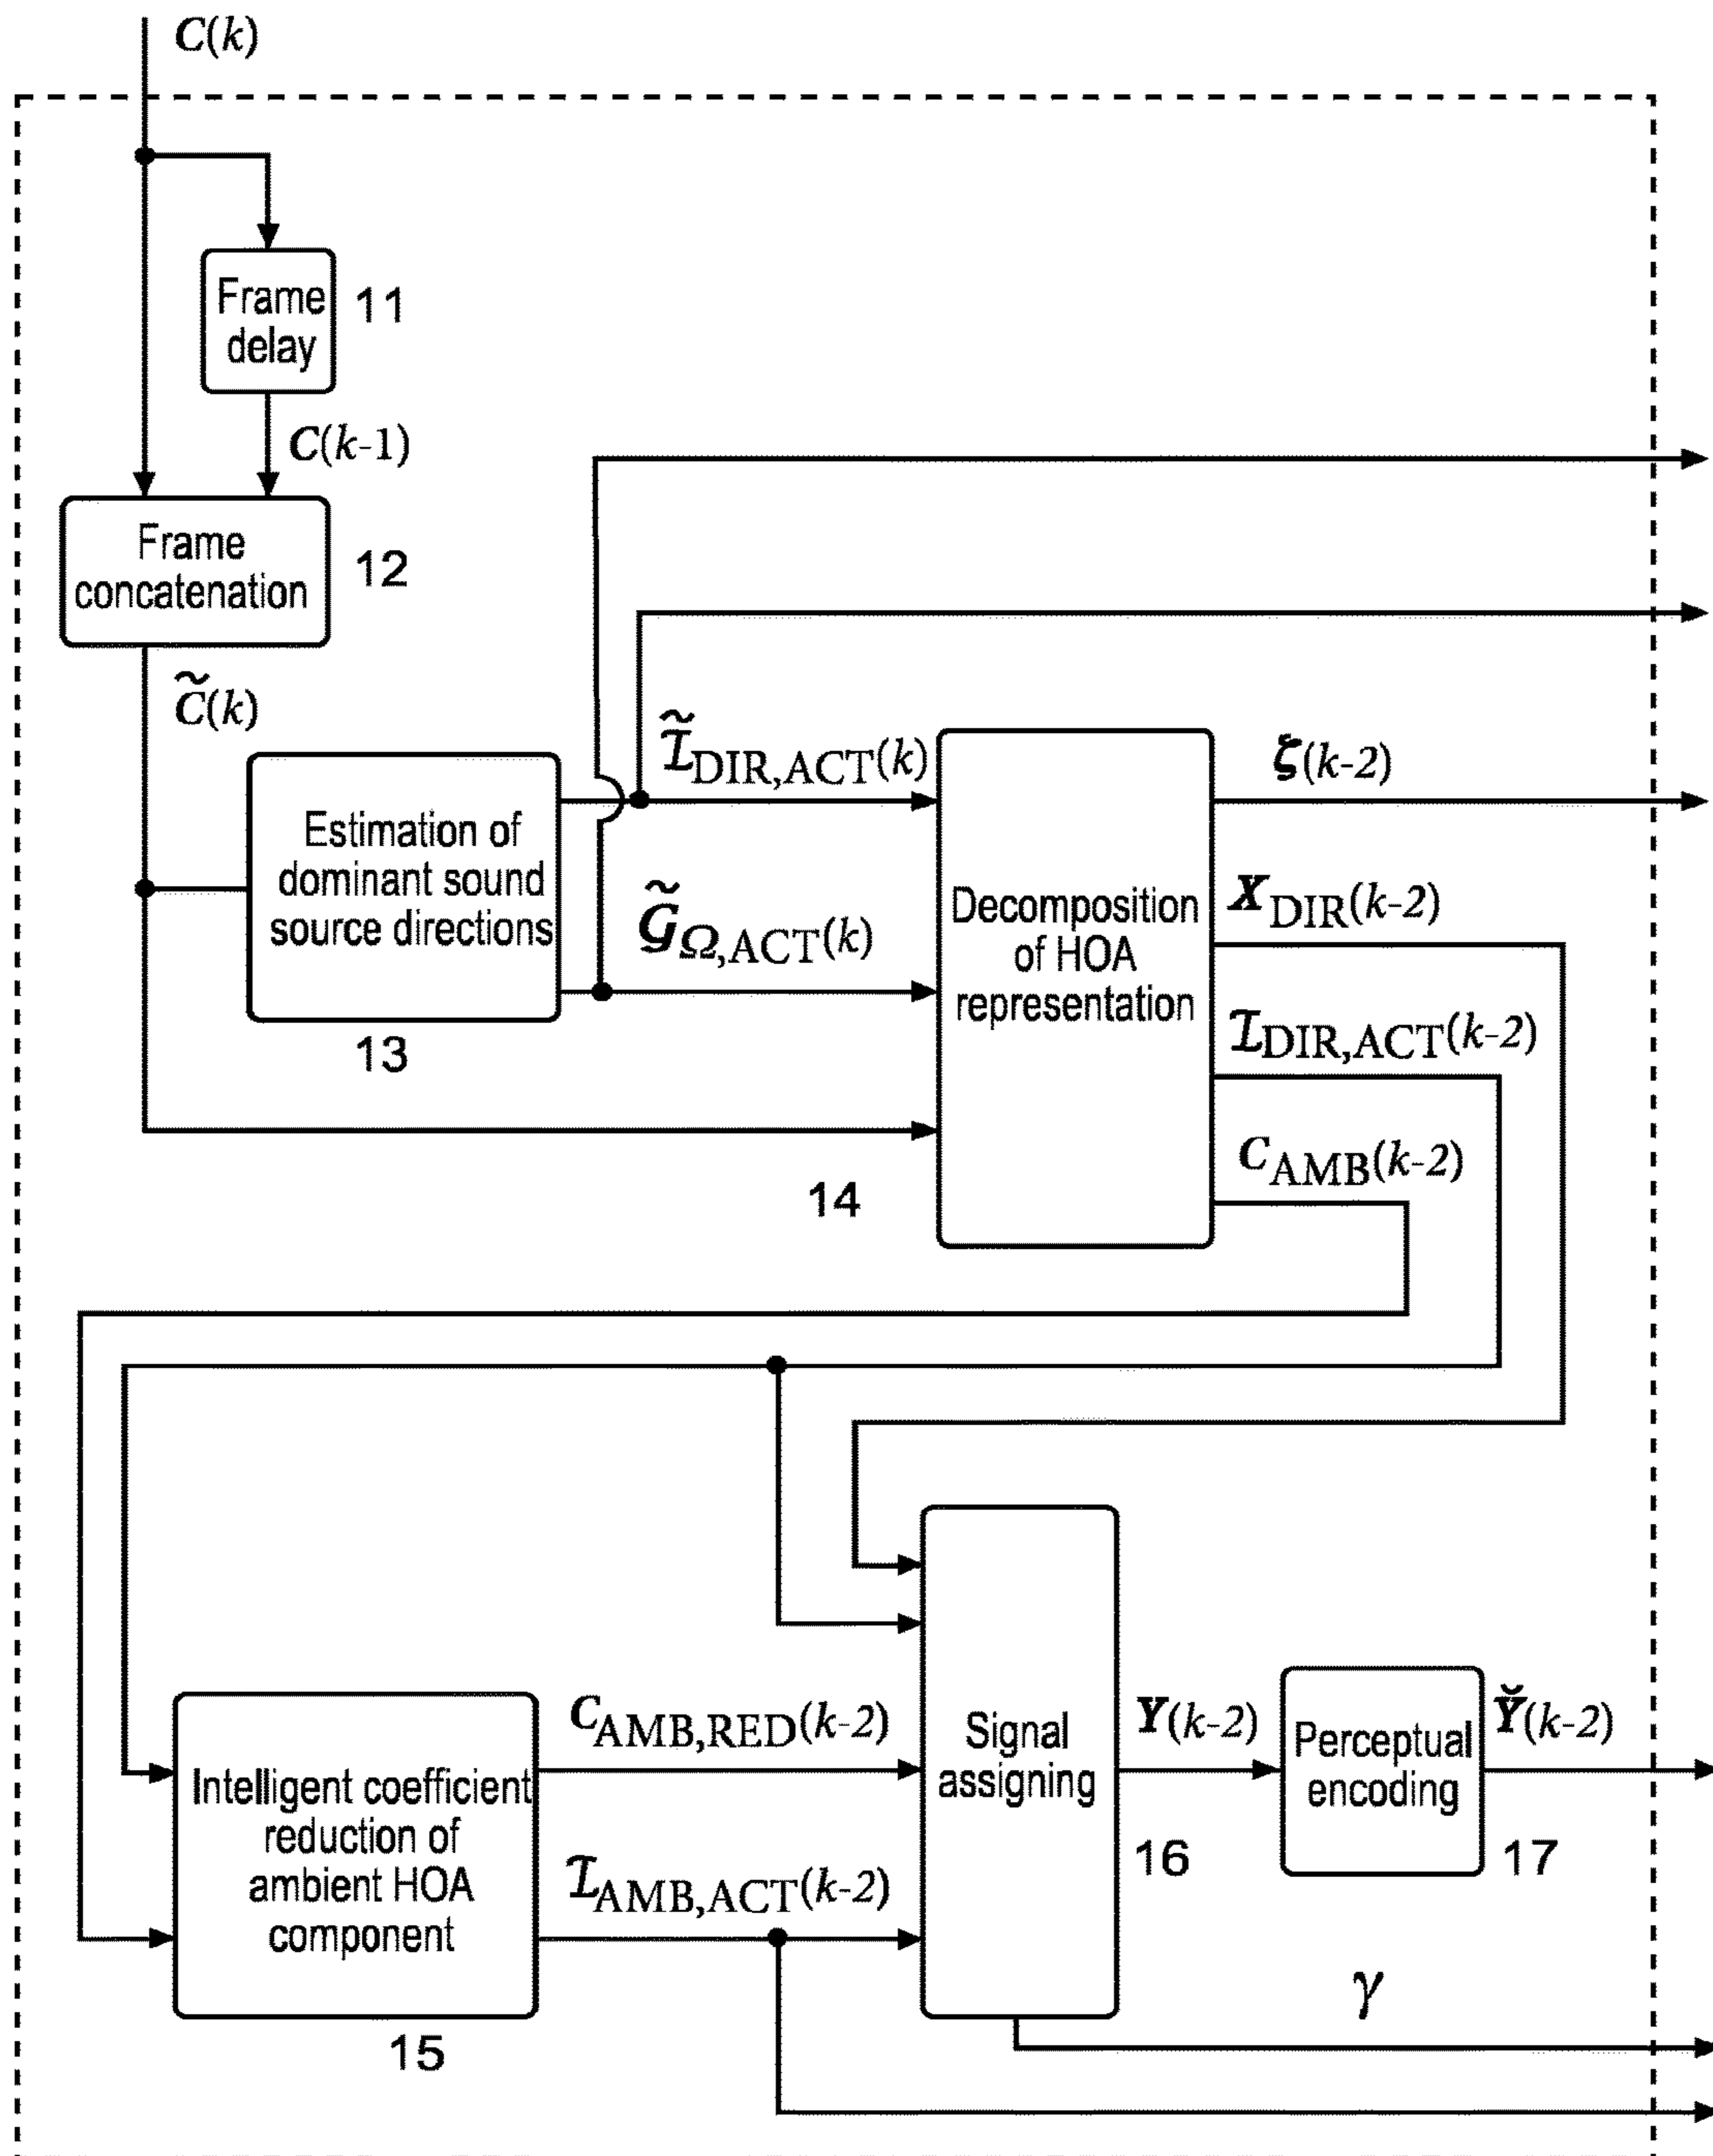 C(k)
Frame
delay
11
C(k-1)
Frame
concatenation
12
C̃(k)
Estimation of
dominant sound
source directions
13
Ĩ_DIR,ACT(k)
G̃_Ω,ACT(k)
Decomposition
of HOA
representation
14
ζ(k-2)
X_DIR(k-2)
I_DIR,ACT(k-2)
C_AMB(k-2)
Intelligent coefficient
reduction of
ambient HOA
component
15
C_AMB,RED(k-2)
I_AMB,ACT(k-2)
Signal
assigning
16
Y(k-2)
Perceptual
encoding
17
Y̆(k-2)
γ